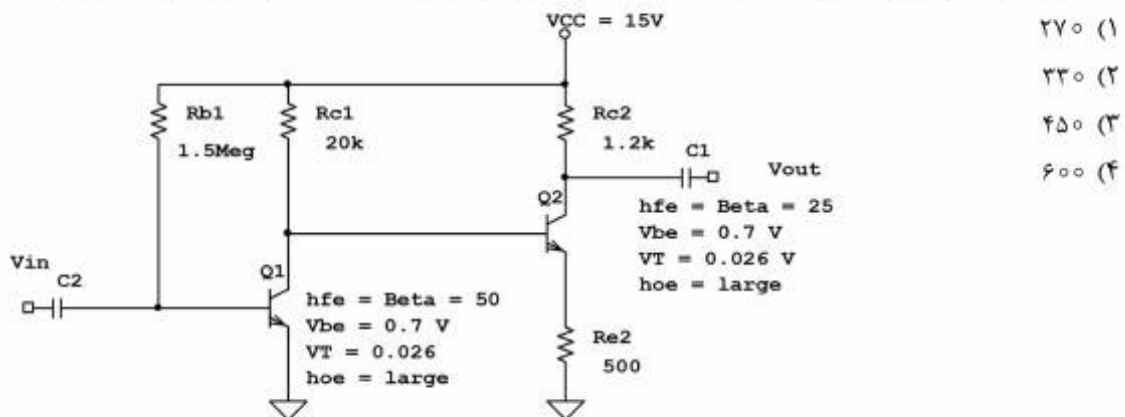 VCC = 15V
۱) ۲۷۰
۲) ۳۳۰
۳) ۴۵۰
۴) ۶۰۰
Rb1
1.5Meg
Rc1
20k
Rc2
1.2k
C1
Vout
Q2
hfe = Beta = 25
Vbe = 0.7 V
VT = 0.026 V
hoe = large
Vin
C2
Q1
hfe = Beta = 50
Vbe = 0.7 V
VT = 0.026
hoe = large
Re2
500